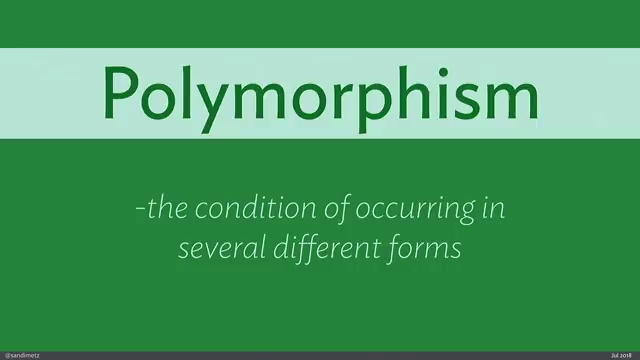 Polymorphism
-the condition of occurring in
several different forms
@sandimetz
Jul 2018